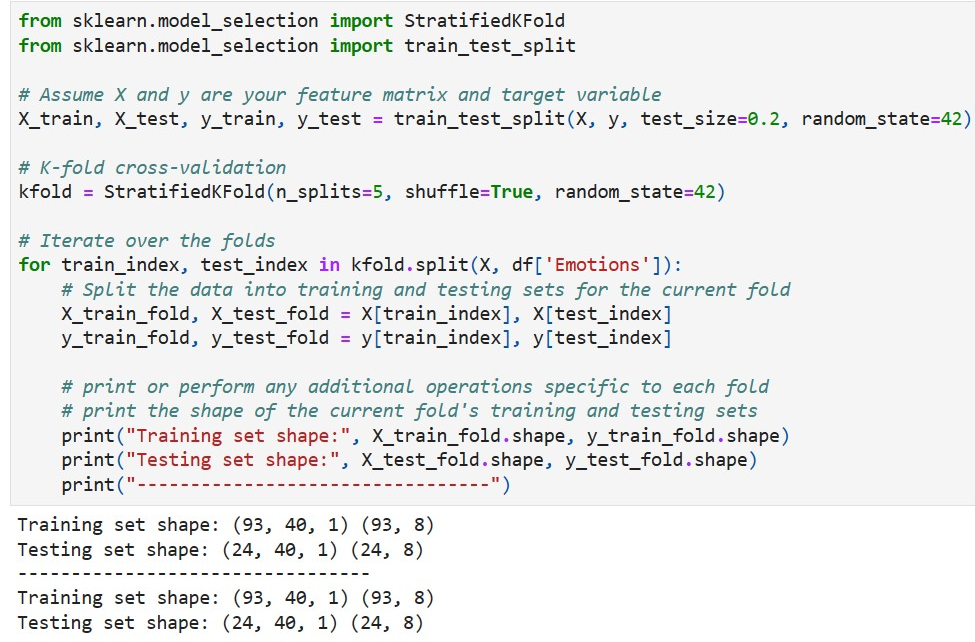 from sklearn.model_selection import StratifiedKFold
from sklearn.model_selection import train_test_split
# Assume X and y are your feature matrix and target variable
X_train, X_test, y_train, y_test = train_test_split(X, y, test_size=0.2, random_state=42)
# K-fold cross-validation
kfold = StratifiedKFold(n_splits=5, shuffle=True, random_state=42)
# Iterate over the folds
for train_index, test_index in kfold.split(X, df['Emotions']):
    # Split the data into training and testing sets for the current fold
    X_train_fold, X_test_fold = X[train_index], X[test_index]
    y_train_fold, y_test_fold = y[train_index], y[test_index]
    # print or perform any additional operations specific to each fold
    # print the shape of the current fold's training and testing sets
    print("Training set shape:", X_train_fold.shape, y_train_fold.shape)
    print("Testing set shape:", X_test_fold.shape, y_test_fold.shape)
    print("---------------------------------")
Training set shape: (93, 40, 1) (93, 8)
Testing set shape: (24, 40, 1) (24, 8)
---------------------------------
Training set shape: (93, 40, 1) (93, 8)
Testing set shape: (24, 40, 1) (24, 8)